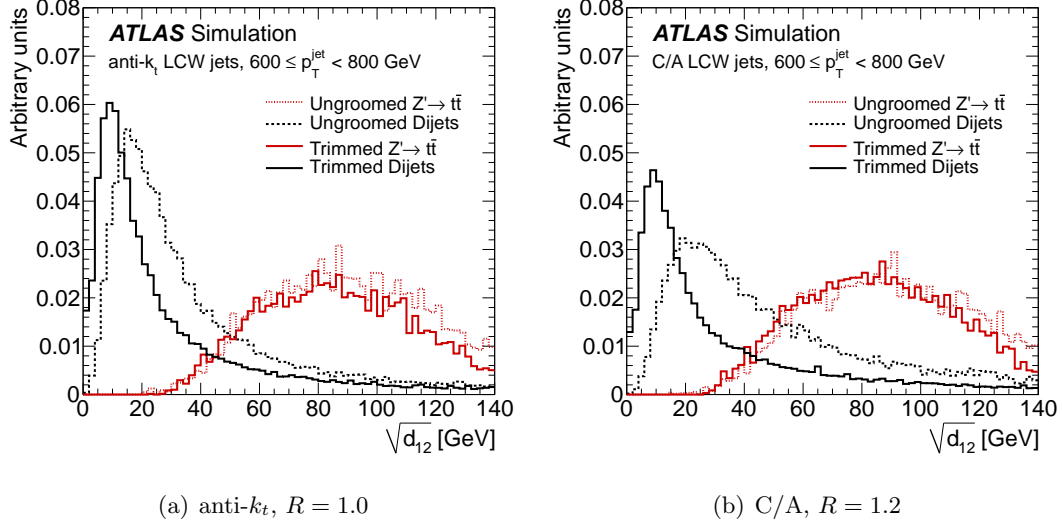 Arbitrary units
0.08
0.07
0.06
0.05
0.04
0.03
0.02
0.01
0
ATLAS Simulation
anti-k_t LCW jets, 600 ≤ p_T^jet < 800 GeV
Ungroomed Z'→ tt̄
Ungroomed Dijets
Trimmed Z'→ tt̄
Trimmed Dijets
0 20 40 60 80 100 120 140
√d_12 [GeV]
(a) anti-k_t, R = 1.0
Arbitrary units
0.08
0.07
0.06
0.05
0.04
0.03
0.02
0.01
0
ATLAS Simulation
C/A LCW jets, 600 ≤ p_T^jet < 800 GeV
Ungroomed Z'→ tt̄
Ungroomed Dijets
Trimmed Z'→ tt̄
Trimmed Dijets
0 20 40 60 80 100 120 140
√d_12 [GeV]
(b) C/A, R = 1.2